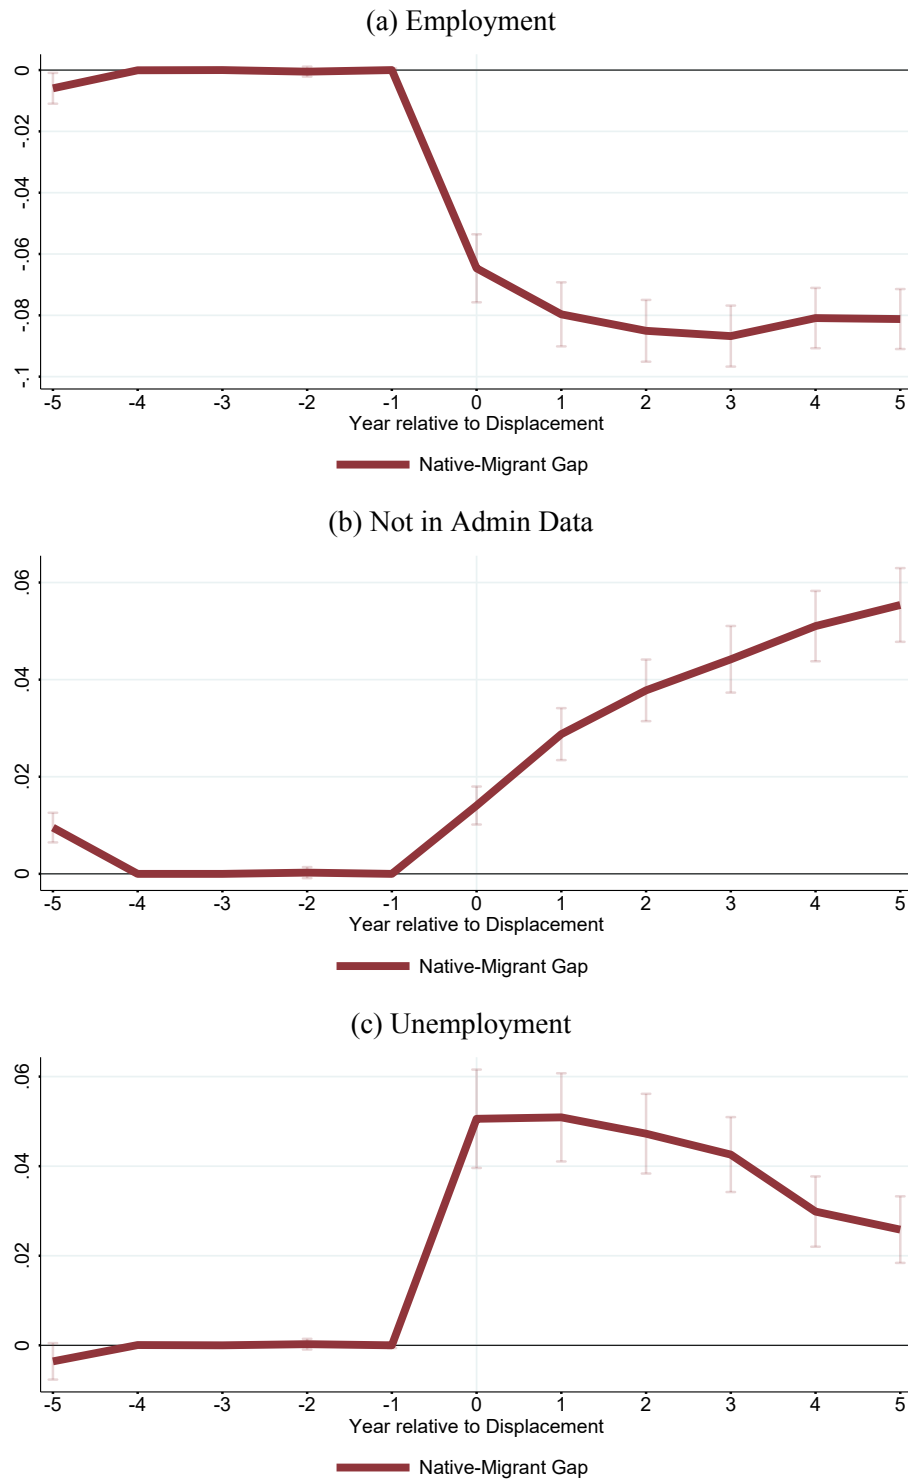 (a) Employment
0
-.02
-.04
-.06
-.08
-.1
-5 -4 -3 -2 -1 0 1 2 3 4 5
Year relative to Displacement
Native-Migrant Gap
(b) Not in Admin Data
.06
.04
.02
0
-5 -4 -3 -2 -1 0 1 2 3 4 5
Year relative to Displacement
Native-Migrant Gap
(c) Unemployment
.06
.04
.02
0
-5 -4 -3 -2 -1 0 1 2 3 4 5
Year relative to Displacement
Native-Migrant Gap